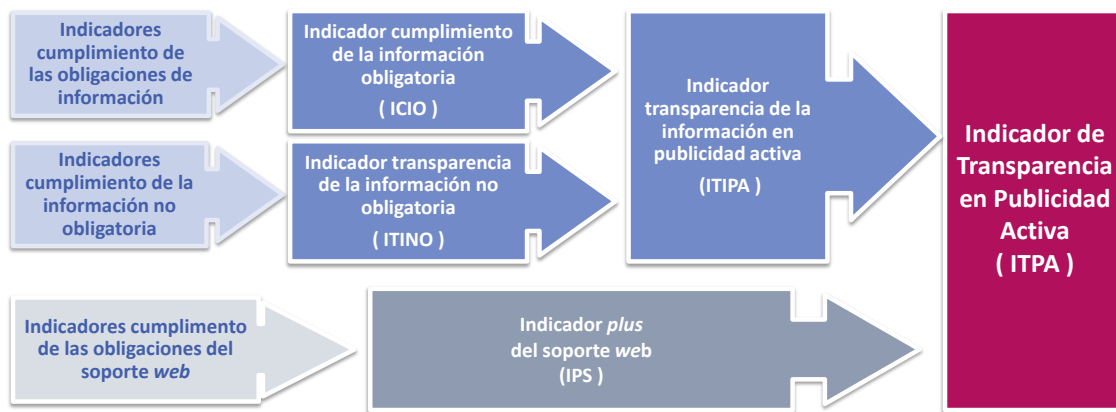 Indicadores
cumplimiento de
las obligaciones de
información
Indicador cumplimiento
de la información
obligatoria
( ICIO )
Indicadores
cumplimiento de la
información no
obligatoria
Indicador transparencia
de la información no
obligatoria
( ITINO )
Indicador
transparencia de la
información en
publicidad activa
(ITIPA )
Indicadores cumplimento
de las obligaciones del
soporte web
Indicador plus
del soporte web
(IPS )
Indicador de
Transparencia
en Publicidad
Activa
( ITPA )